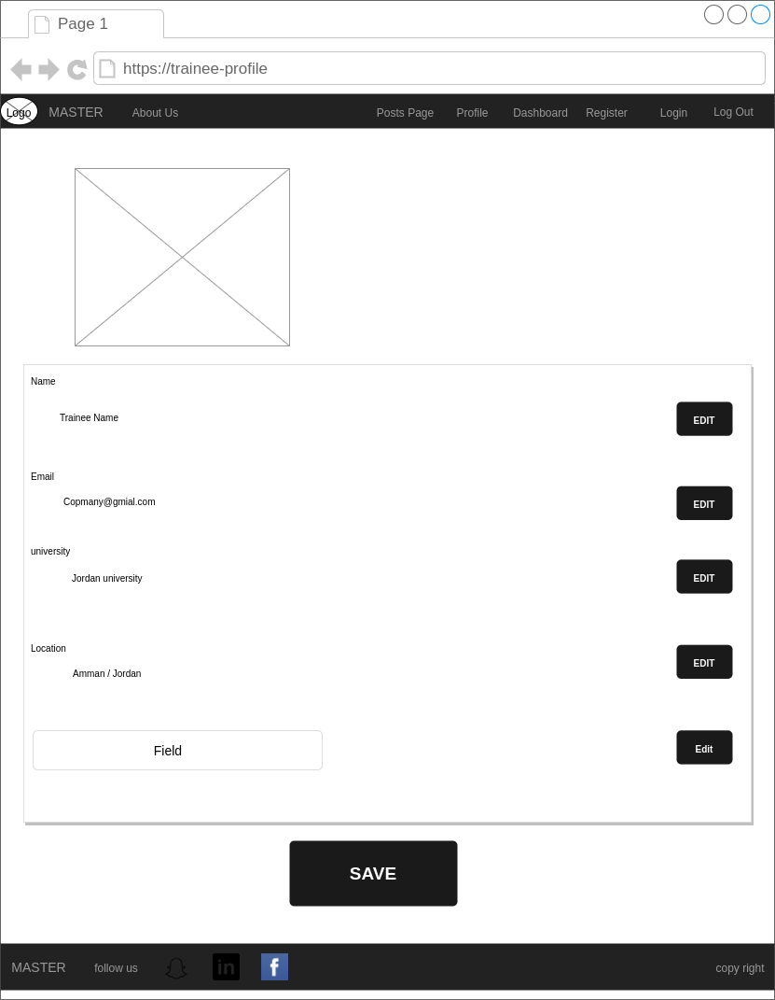 Page 1
https://trainee-profile
Logo MASTER About Us Posts Page Profile Dashboard Register Login Log Out
Name
Trainee Name EDIT
Email
Copmany@gmial.com EDIT
university
Jordan university EDIT
Location
Amman / Jordan EDIT
Field Edit
SAVE
MASTER follow us in f copy right